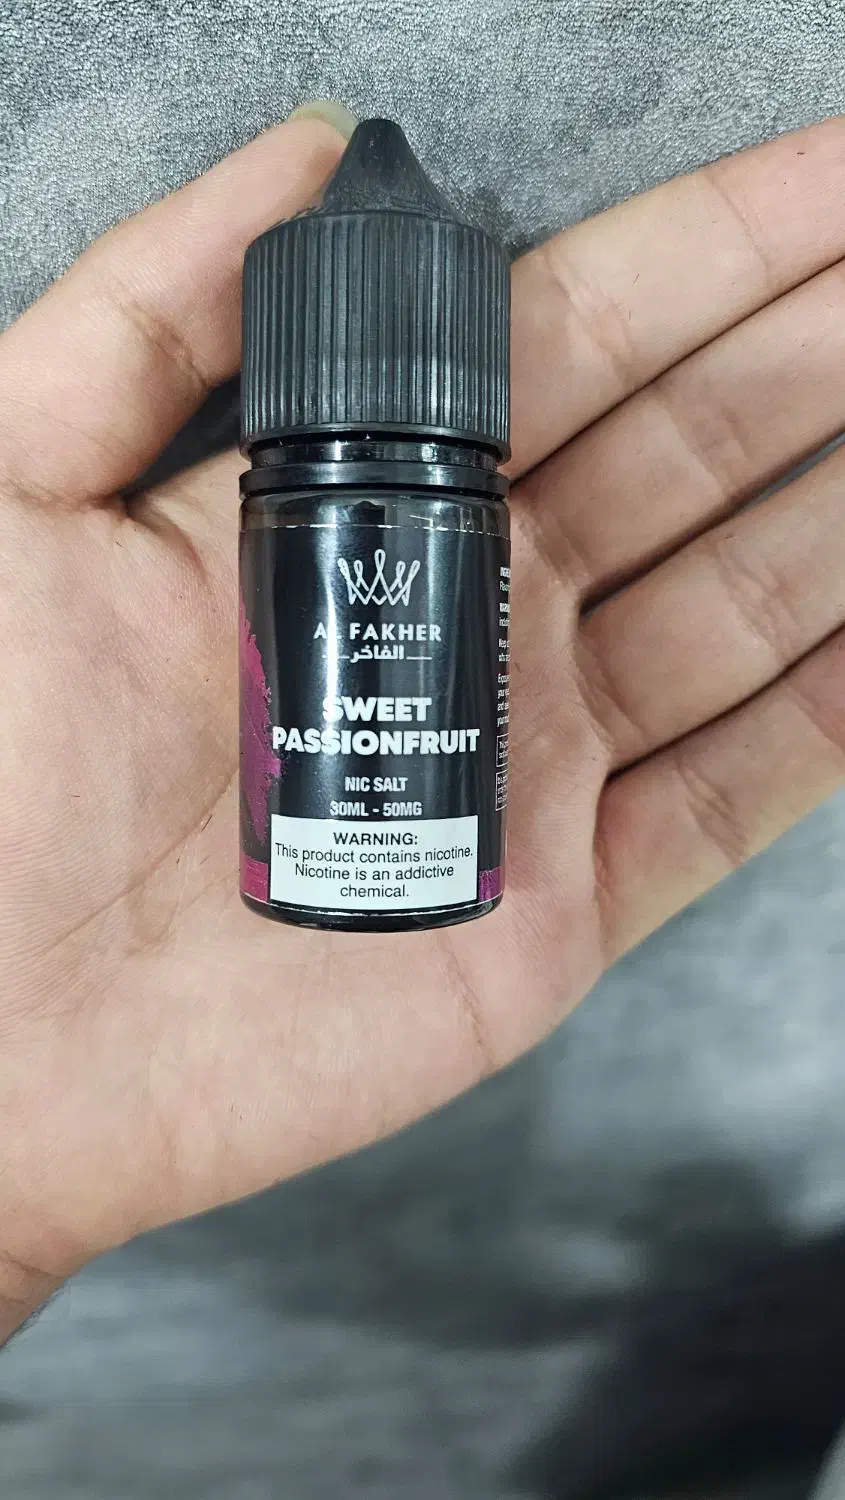 AL FAKHER
الفاخر
SWEET
PASSIONFRUIT
NIC SALT
30ML - 50MG
WARNING:
This product contains nicotine.
Nicotine is an addictive
chemical.